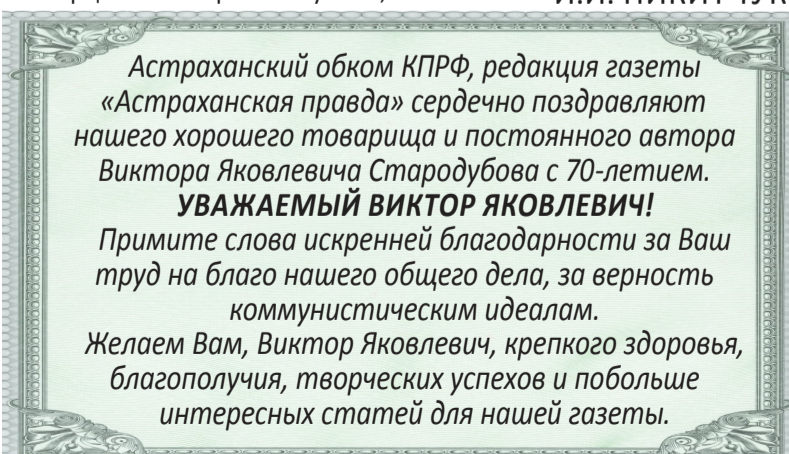 Астраханский обком КПРФ, редакция газеты
«Астраханская правда» сердечно поздравляют
нашего хорошего товарища и постоянного автора
Виктора Яковлевича Стародубова с 70-летием.
УВАЖАЕМЫЙ ВИКТОР ЯКОВЛЕВИЧ!
Примите слова искренней благодарности за Ваш
труд на благо нашего общего дела, за верность
коммунистическим идеалам.
Желаем Вам, Виктор Яковлевич, крепкого здоровья,
благополучия, творческих успехов и побольше
интересных статей для нашей газеты.